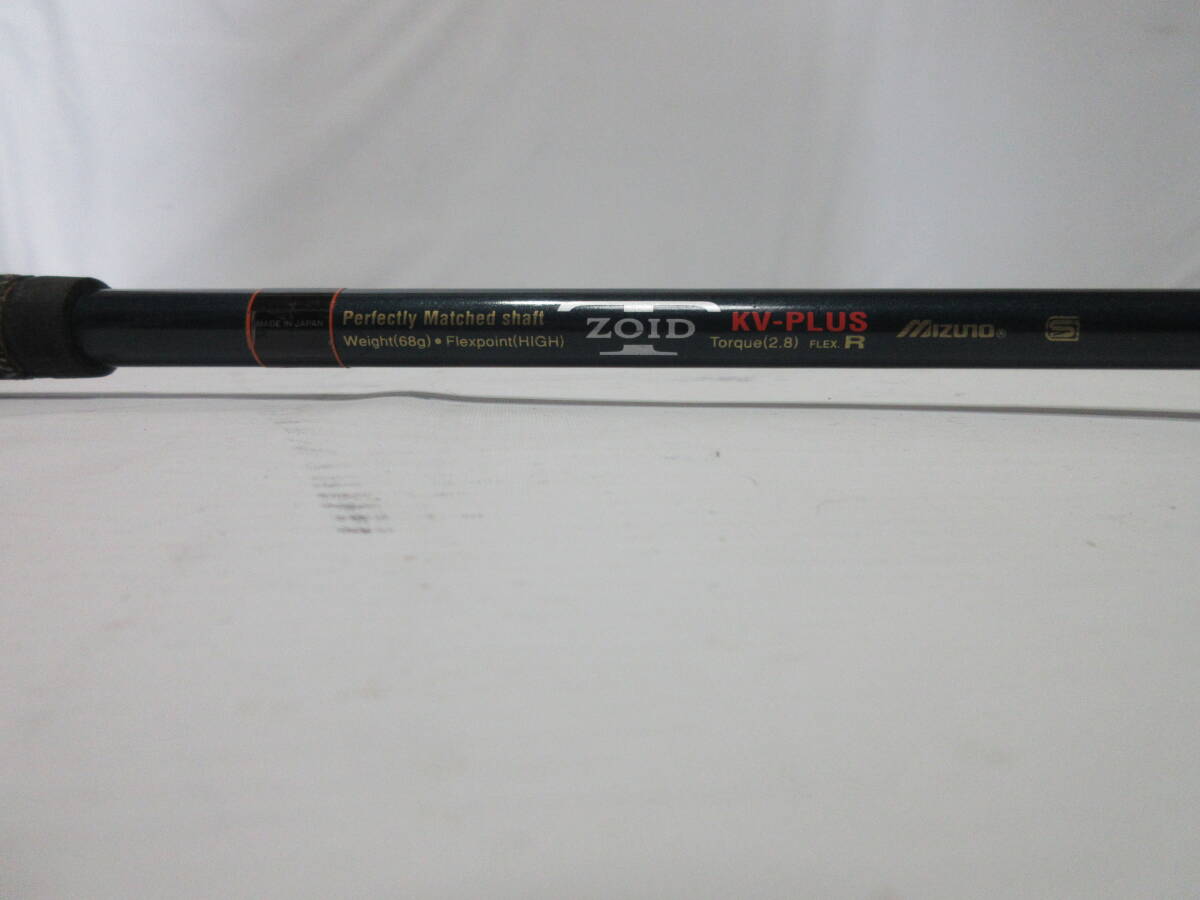 MADE IN JAPAN
Perfectly Matched shaft
Weight(68g) • Flexpoint(HIGH)
ZOID
KV-PLUS
Torque(2.8) FLEX. R
MIZUNO®
S